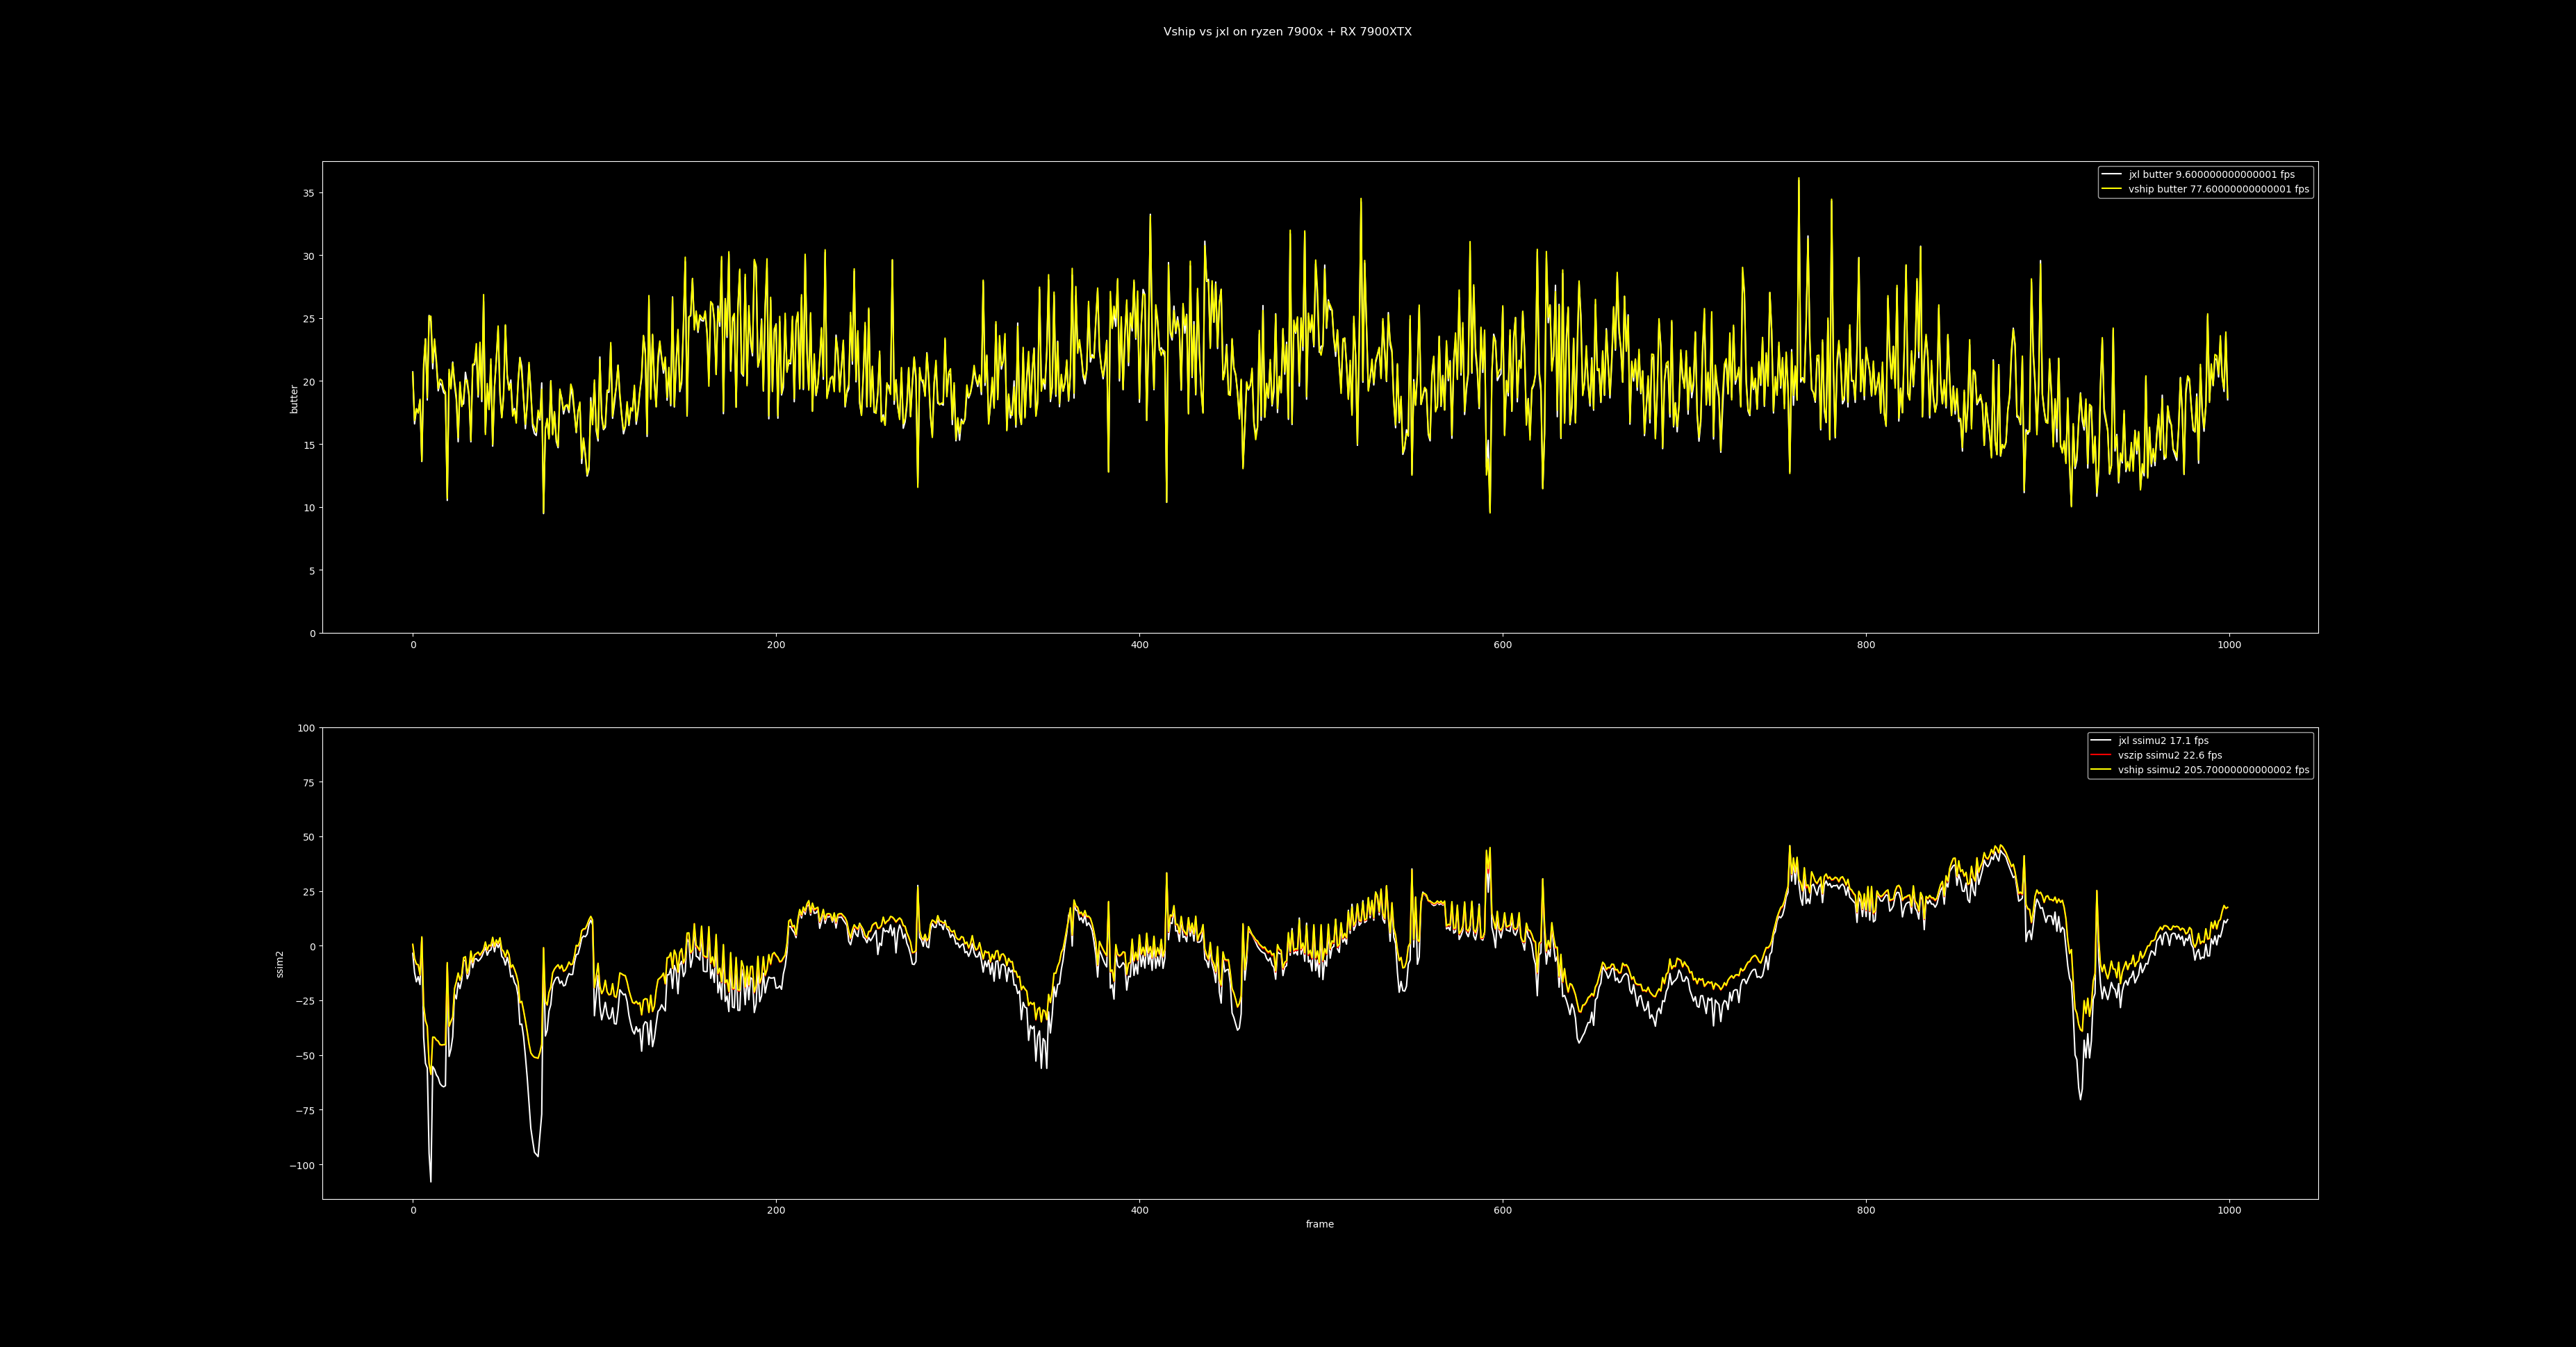 Vship vs jxl on ryzen 7900x + RX 7900XTX
jxl butter 9.600000000000001 fps
vship butter 77.60000000000001 fps
35
30
25
20
15
10
5
0
butter
0 200 400 600 800 1000
jxl ssimu2 17.1 fps
vszip ssimu2 22.6 fps
vship ssimu2 205.70000000000002 fps
100
75
50
25
0
−25
−50
−75
−100
ssim2
0 200 400 600 800 1000
frame